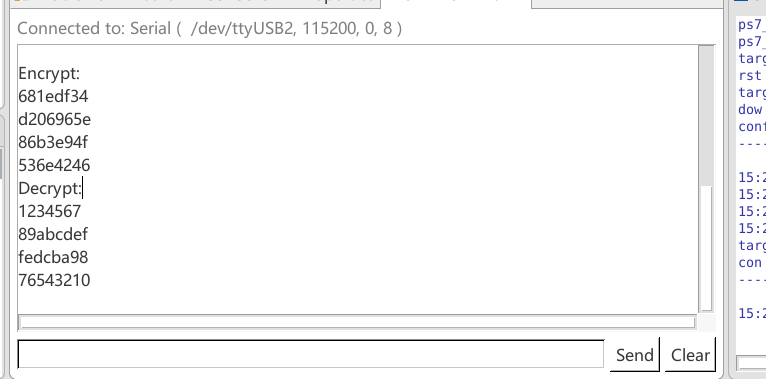 Connected to: Serial ( /dev/ttyUSB2, 115200, 0, 8 )
Encrypt:
681edf34
d206965e
86b3e94f
536e4246
Decrypt:
1234567
89abcdef
fedcba98
76543210
Send
Clear
ps7_
ps7_
targ
rst
targ
dow
conf
----
15:2
15:2
15:2
15:2
targ
con
----
15:2